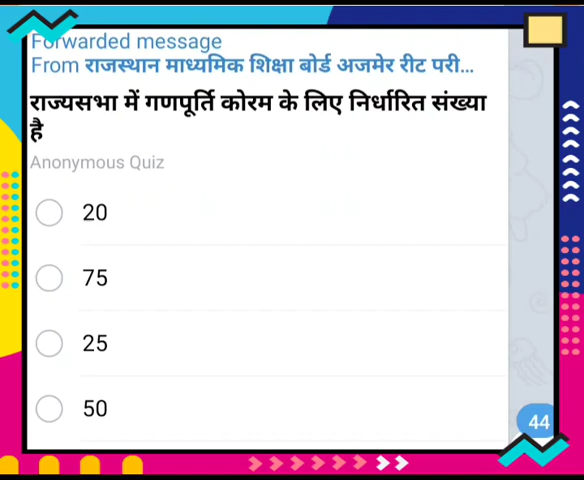 Forwarded message
From राजस्थान माध्यमिक शिक्षा बोर्ड अजमेर रीट परी...
राज्यसभा में गणपूर्ति कोरम के लिए निर्धारित संख्या
है
Anonymous Quiz
20
75
25
50
44